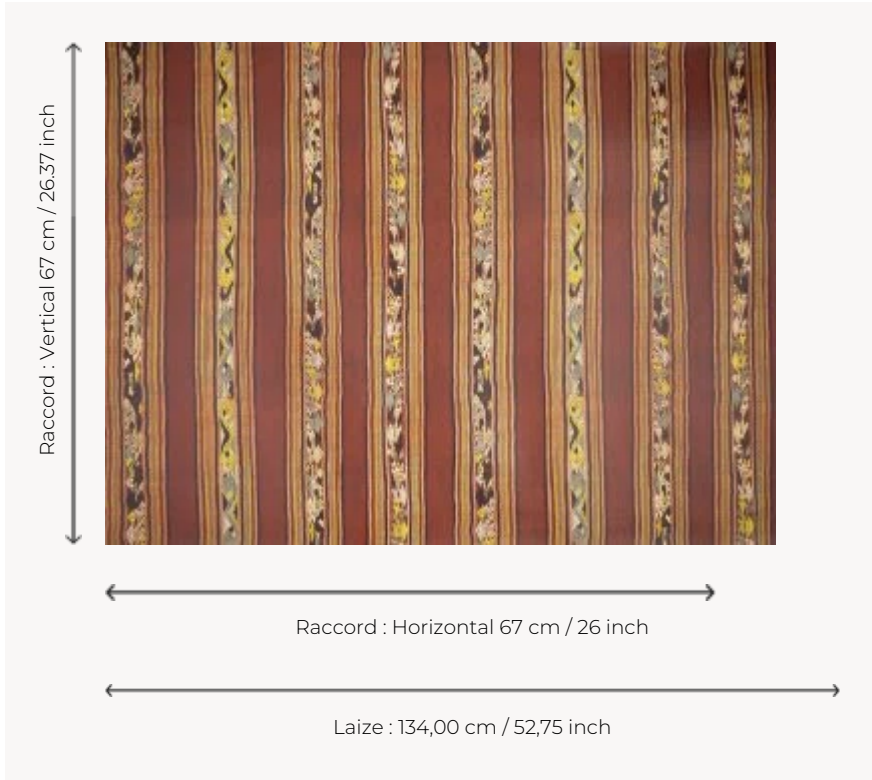 Raccord : Vertical 67 cm / 26.37 inch
Raccord : Horizontal 67 cm / 26 inch
Laize : 134,00 cm / 52,75 inch